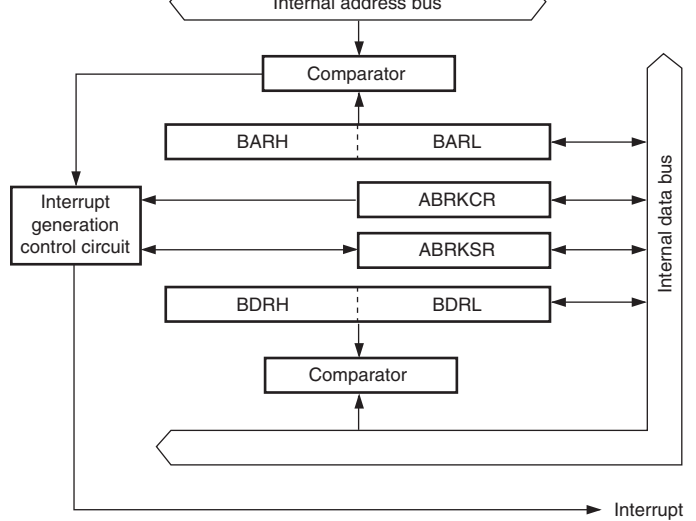 Internal address bus
Comparator
BARH BARL
Interrupt
generation
control circuit
ABRKCR
ABRKSR
Internal data bus
BDRH BDRL
Comparator
Interrupt